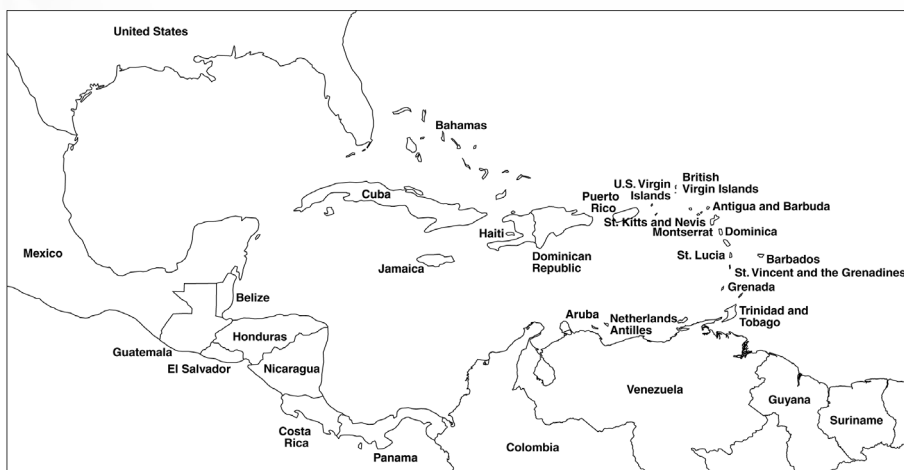 United States
Bahamas
Cuba
Mexico
Haiti
Jamaica
Dominican
Republic
Puerto
Rico
U.S. Virgin
Islands
British
Virgin Islands
Antigua and Barbuda
St. Kitts and Nevis
Montserrat
Dominica
St. Lucia
Barbados
St. Vincent and the Grenadines
Grenada
Trinidad and
Tobago
Aruba
Netherlands
Antilles
Belize
Honduras
Guatemala
El Salvador
Nicaragua
Costa
Rica
Panama
Colombia
Venezuela
Guyana
Suriname